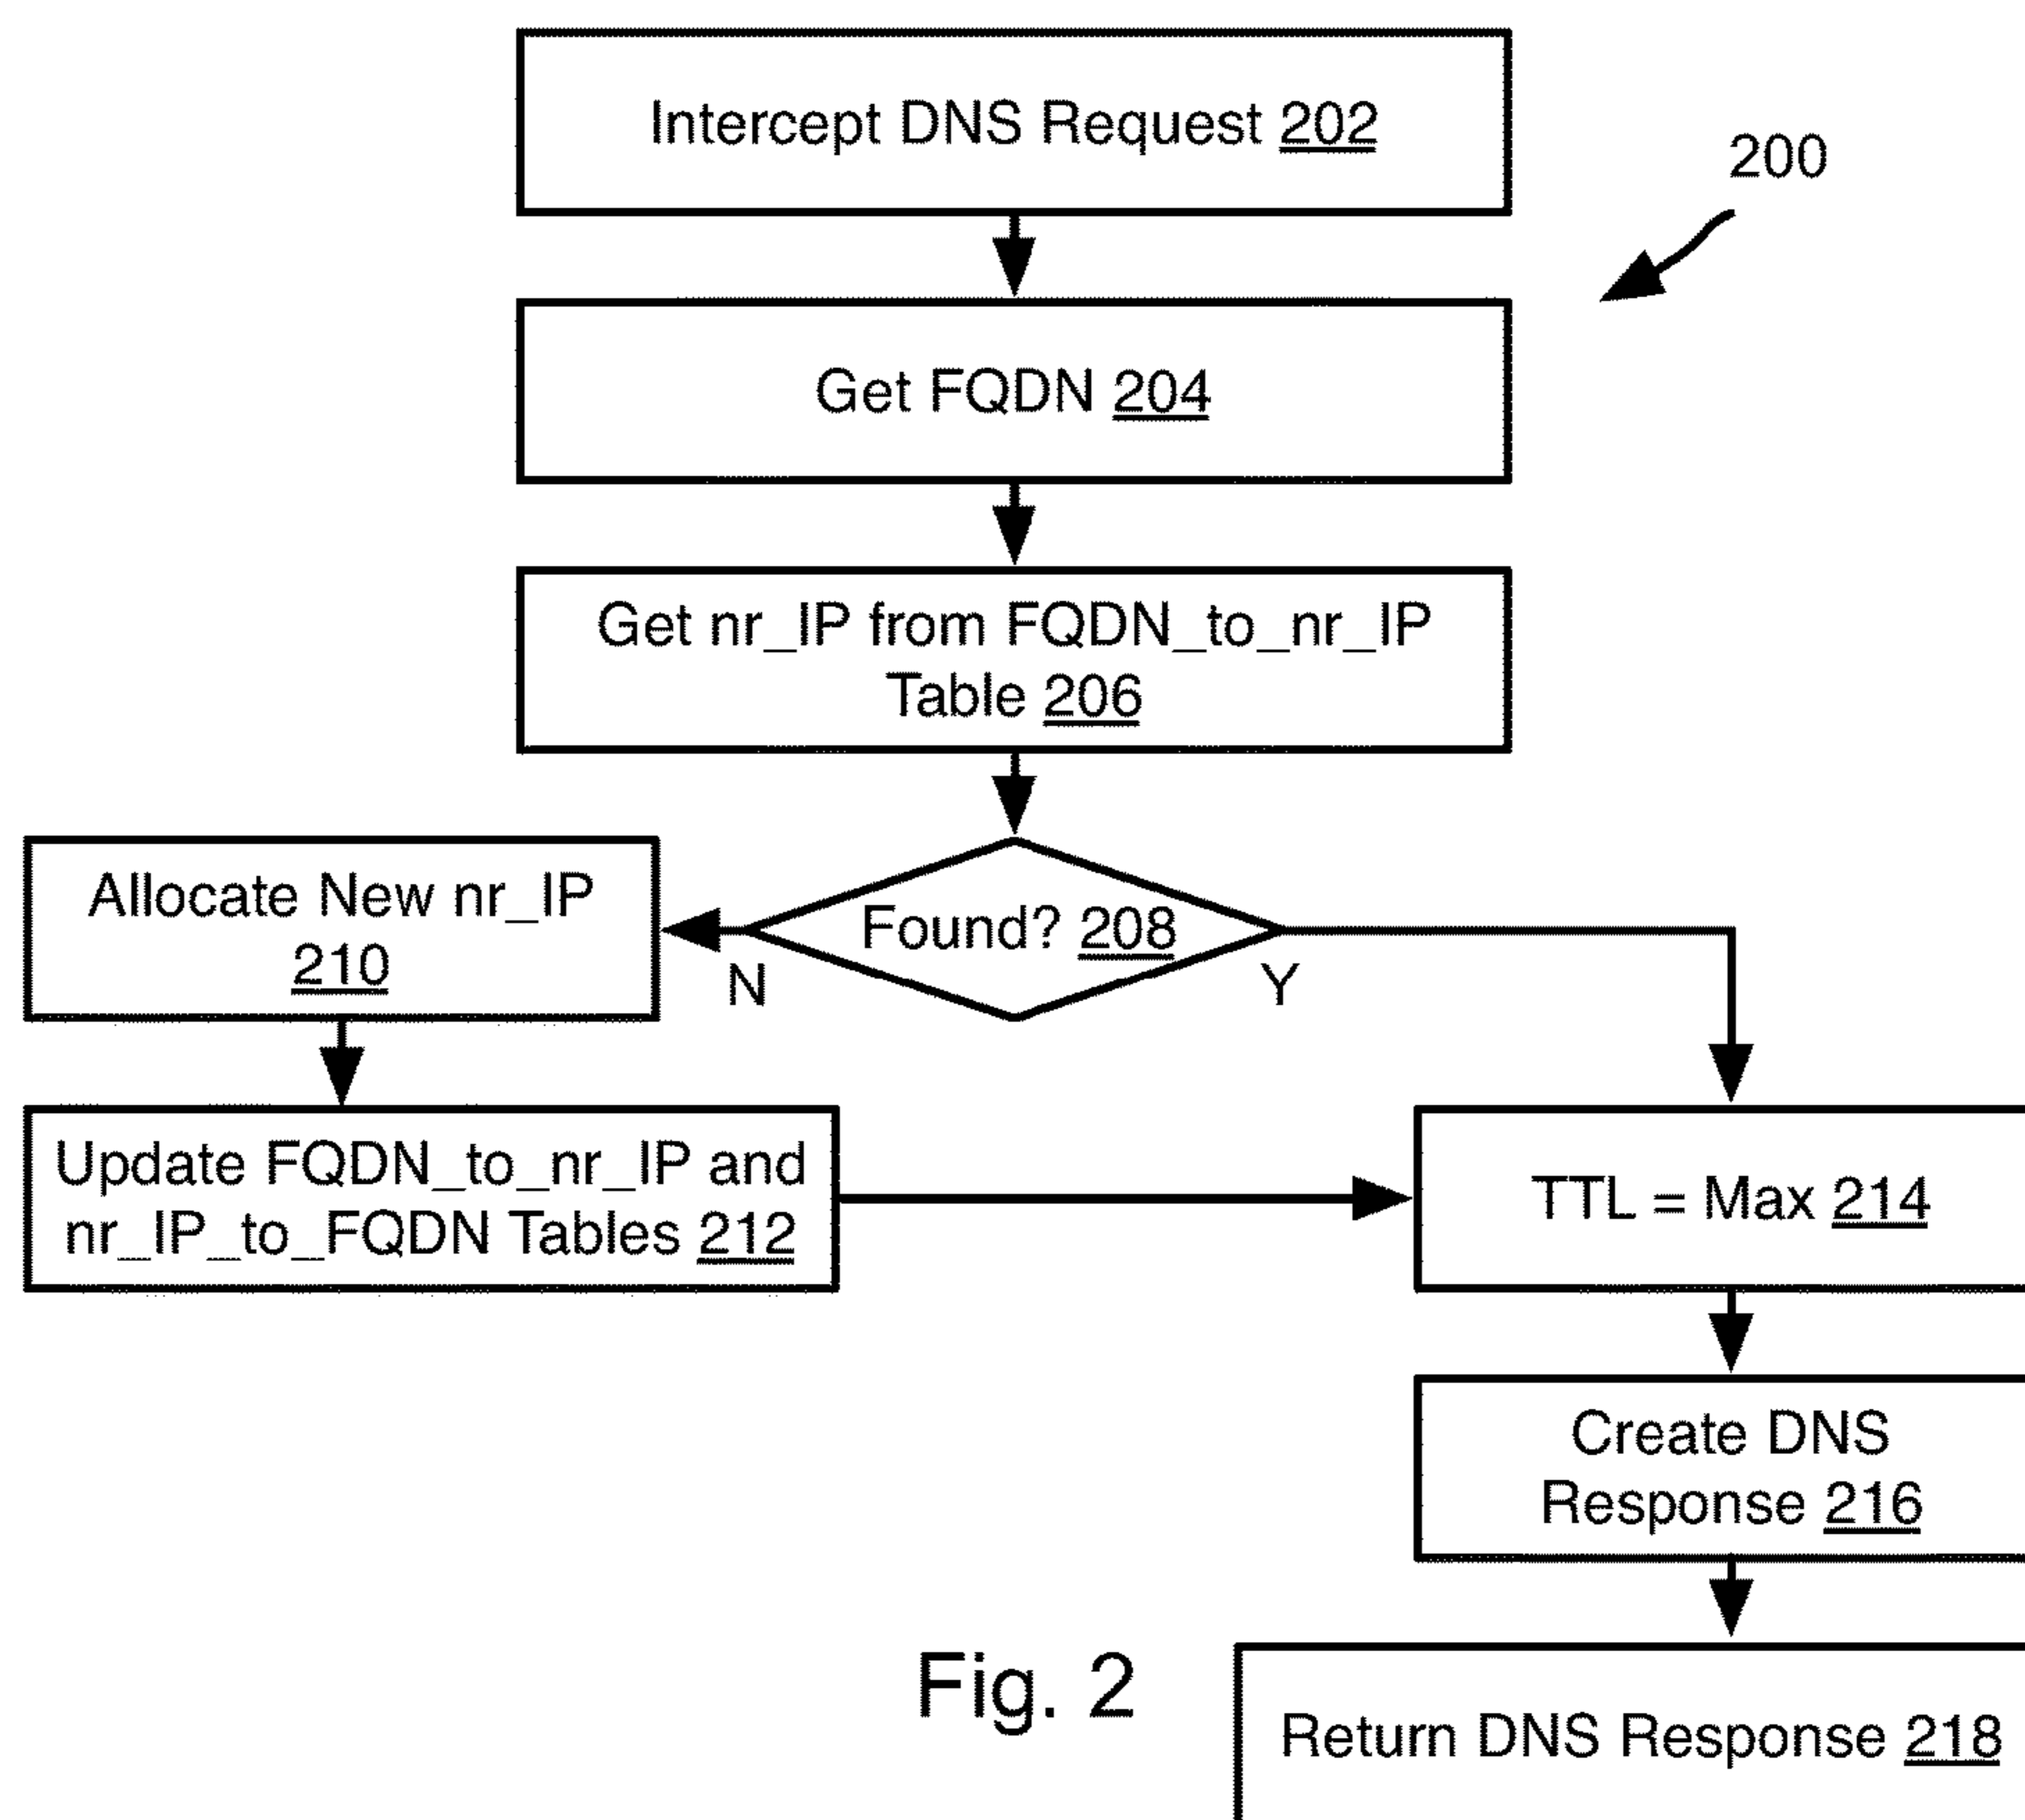 Intercept DNS Request 202
200
Get FQDN 204
Get nr_IP from FQDN_to_nr_IP
Table 206
Allocate New nr_IP
210
Found? 208
N
Y
Update FQDN_to_nr_IP and
nr_IP_to_FQDN Tables 212
TTL = Max 214
Create DNS
Response 216
Fig. 2
Return DNS Response 218